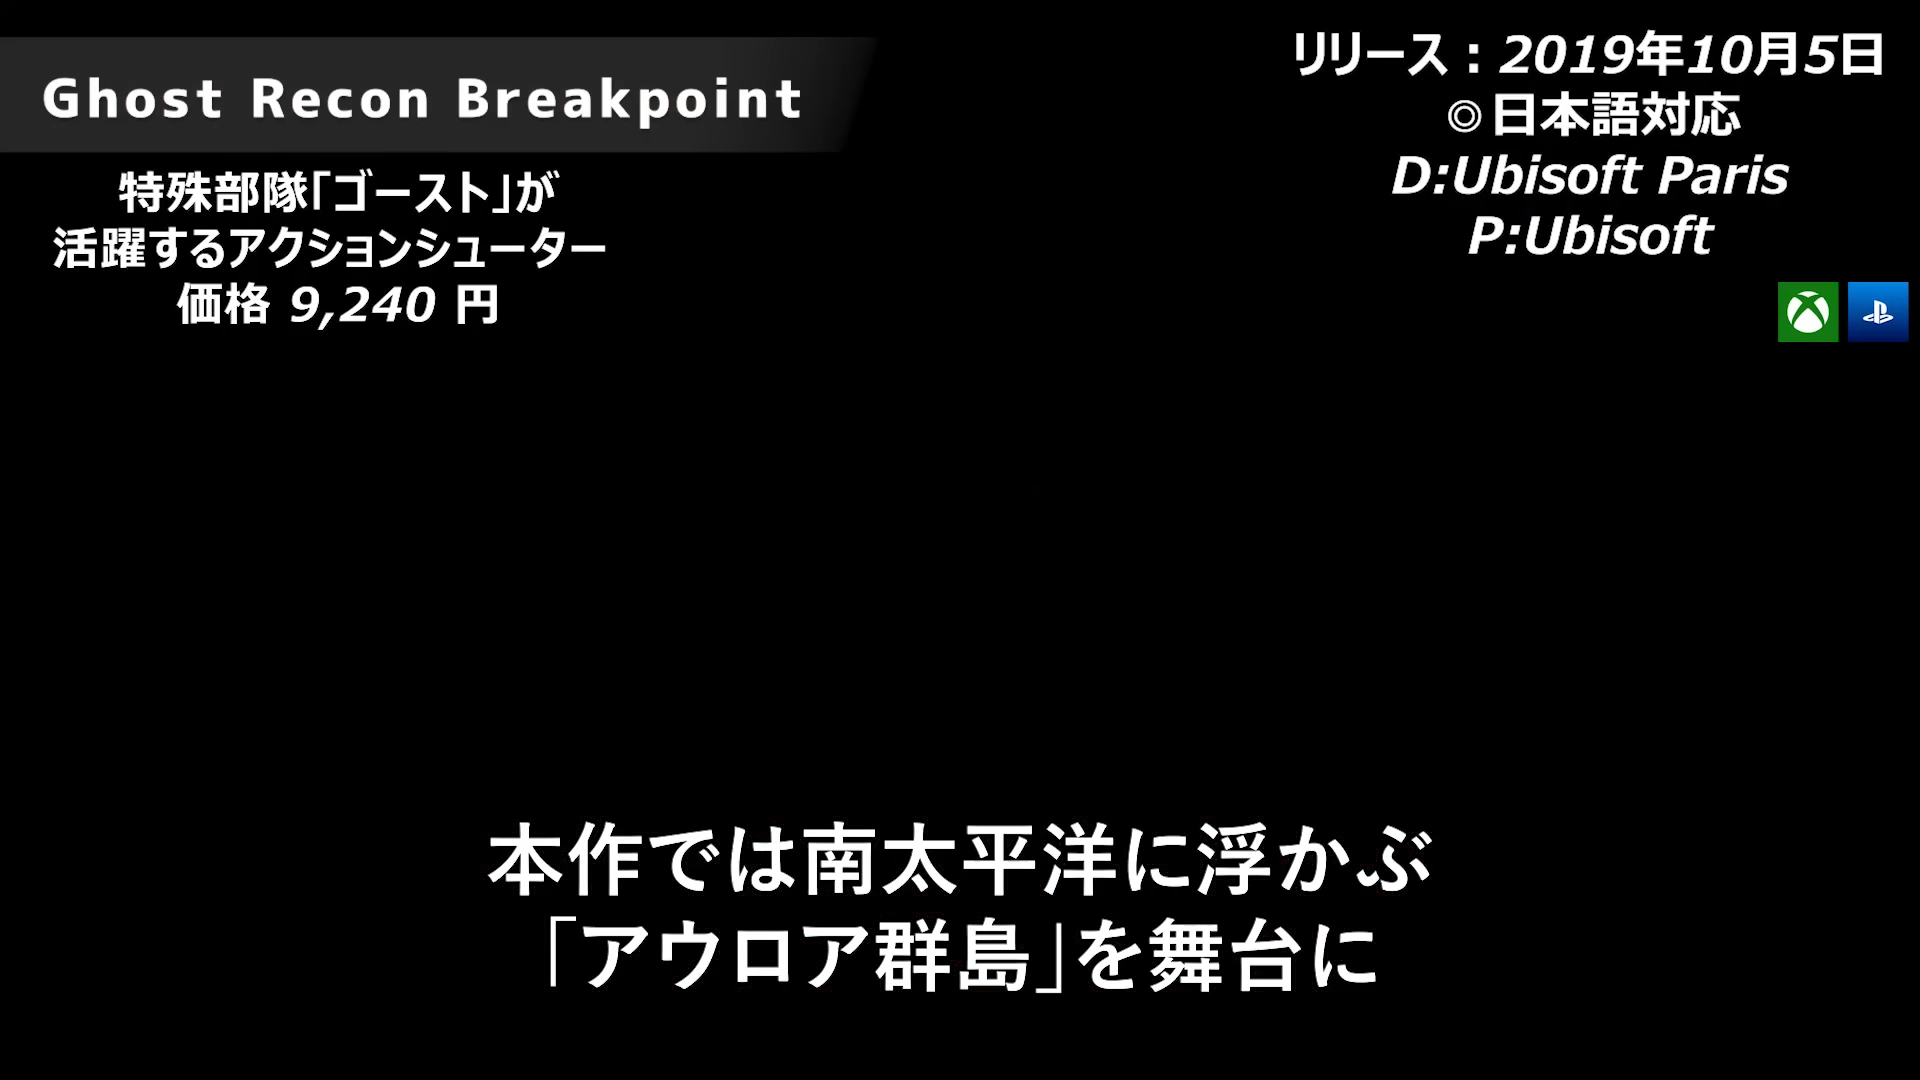 Ghost Recon Breakpoint
特殊部隊「ゴースト」が
活躍するアクションシューター
価格 9,240 円
リリース：2019年10月5日
◎日本語対応
D:Ubisoft Paris
P:Ubisoft
本作では南太平洋に浮かぶ
「アウロア群島」を舞台に